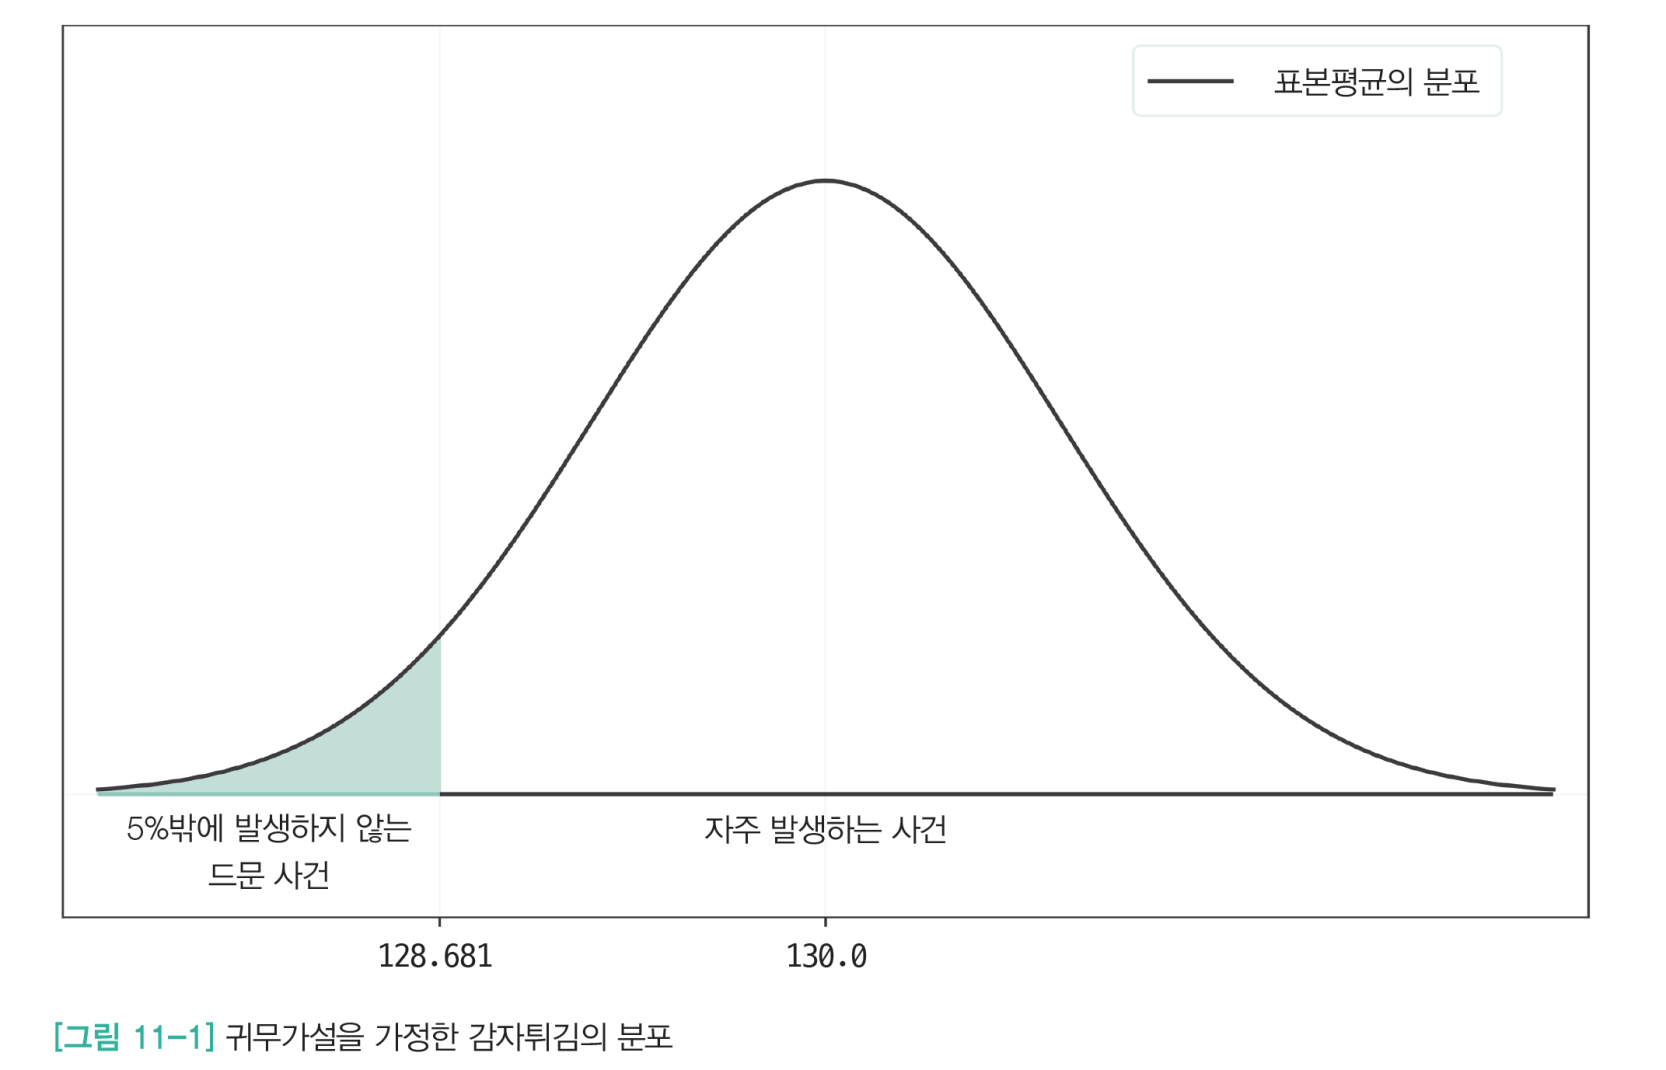 표본평균의 분포
5%밖에 발생하지 않는
드문 사건
자주 발생하는 사건
128.681
130.0
[그림 11-1] 귀무가설을 가정한 감자튀김의 분포